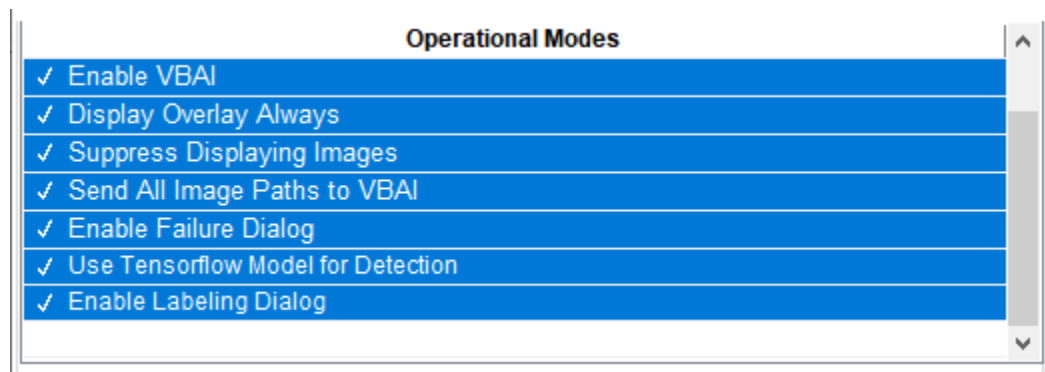 Operational Modes
✓ Enable VBAI
✓ Display Overlay Always
✓ Suppress Displaying Images
✓ Send All Image Paths to VBAI
✓ Enable Failure Dialog
✓ Use Tensorflow Model for Detection
✓ Enable Labeling Dialog